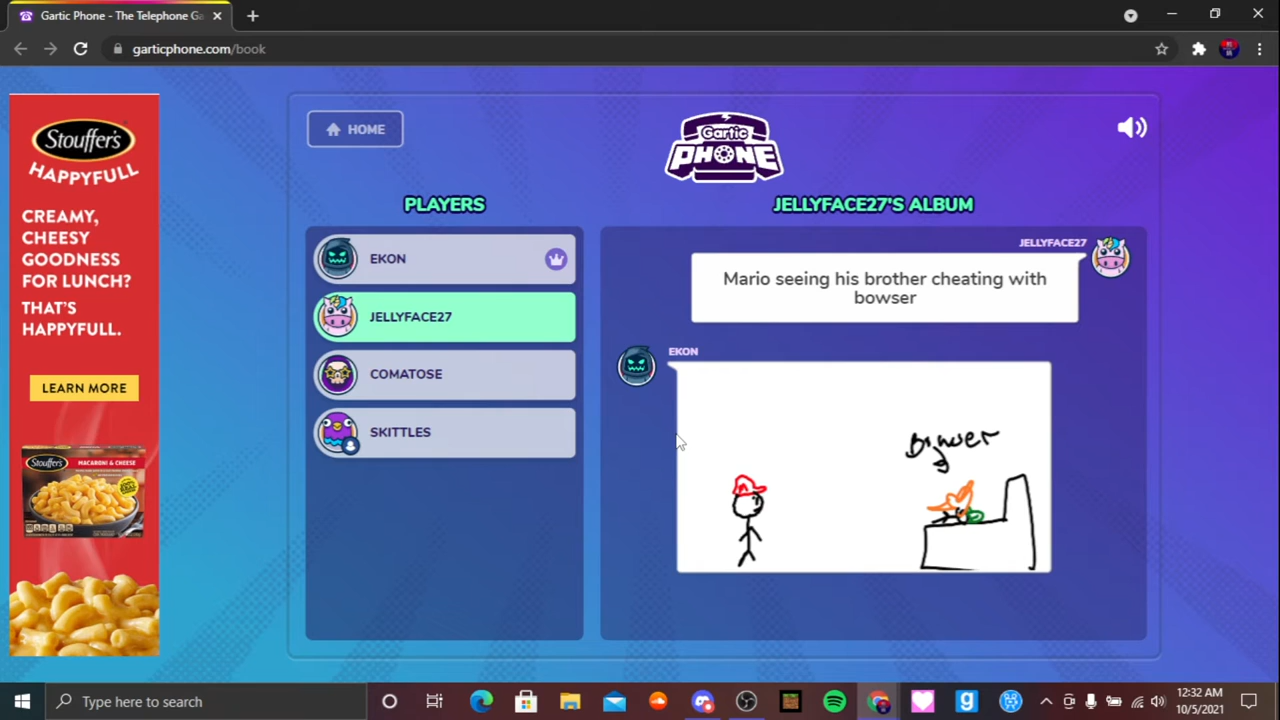 Gartic Phone - The Telephone Ga
garticphone.com/book
Stouffer's
HAPPYFULL
CREAMY,
CHEESY
GOODNESS
FOR LUNCH?
THAT'S
HAPPYFULL.
LEARN MORE
Stouffer's
MACARONI & CHEESE
HOME
Gartic
PHONE
PLAYERS
EKON
JELLYFACE27
COMATOSE
SKITTLES
JELLYFACE27'S ALBUM
JELLYFACE27
Mario seeing his brother cheating with
bowser
EKON
Bowser
m
Type here to search
12:32 AM
10/5/2021